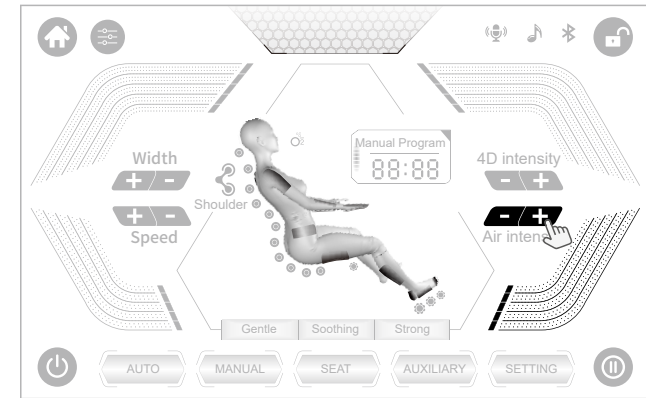 Manual Program
88:88
Width
+ -
4D intensity
- +
Shoulder
+ -
Speed
- +
Air inten
Gentle
Soothing
Strong
AUTO
MANUAL
SEAT
AUXILIARY
SETTING